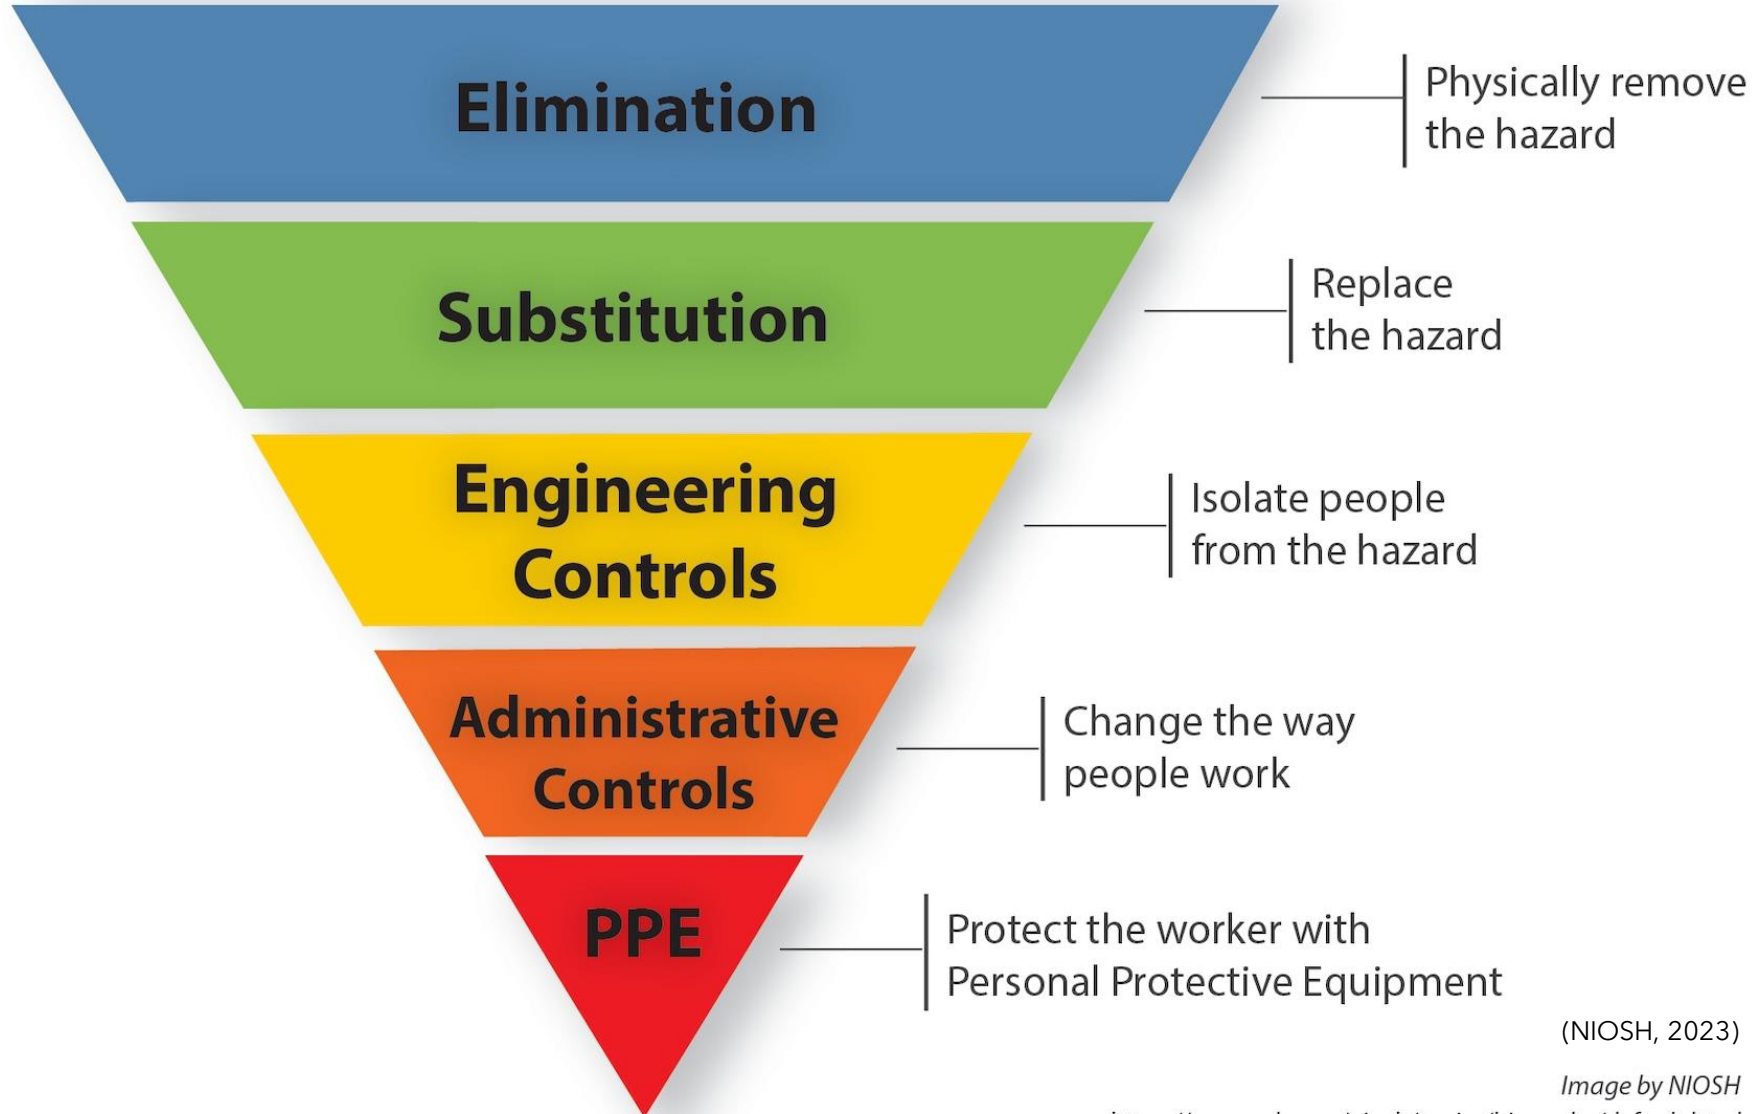 Elimination
Physically remove
the hazard
Substitution
Replace
the hazard
Engineering
Controls
Isolate people
from the hazard
Administrative
Controls
Change the way
people work
PPE
Protect the worker with
Personal Protective Equipment
(NIOSH, 2023)
Image by NIOSH